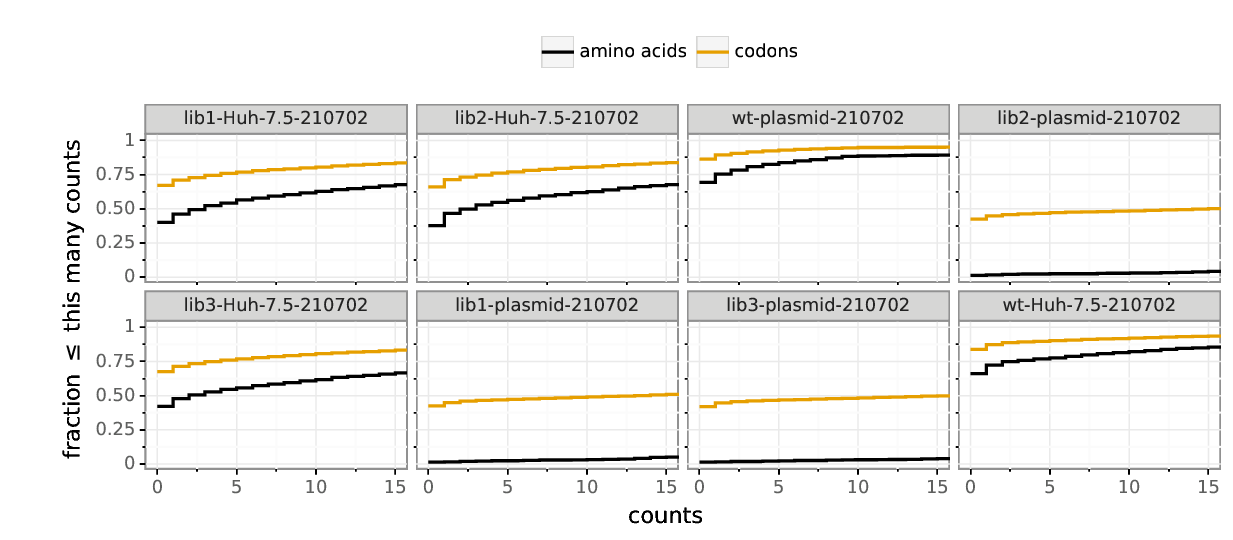 amino acids codons
lib1-Huh-7.5-210702 lib2-Huh-7.5-210702 wt-plasmid-210702 lib2-plasmid-210702
1
0.75
0.50
0.25
0
fraction ≤ this many counts
lib3-Huh-7.5-210702 lib1-plasmid-210702 lib3-plasmid-210702 wt-Huh-7.5-210702
1
0.75
0.50
0.25
0
0 5 10 15 0 5 10 15 0 5 10 15 0 5 10 15
counts